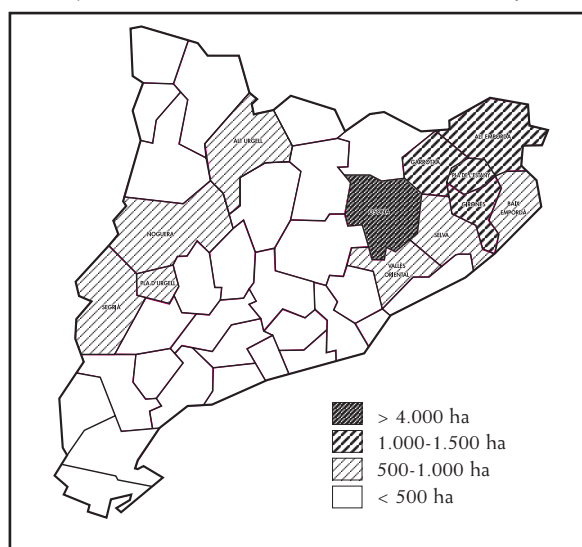 ALT URGELL
ALT EMPORDÀ
GARROTXA
PLA DE L'ESTANY
GIRONÈS
BAIX
EMPORDÀ
OSONA
SELVA
NOGUERA
VALLÈS
ORIENTAL
PLA D'URGELL
SEGRIÀ
> 4.000 ha
1.000-1.500 ha
500-1.000 ha
< 500 ha